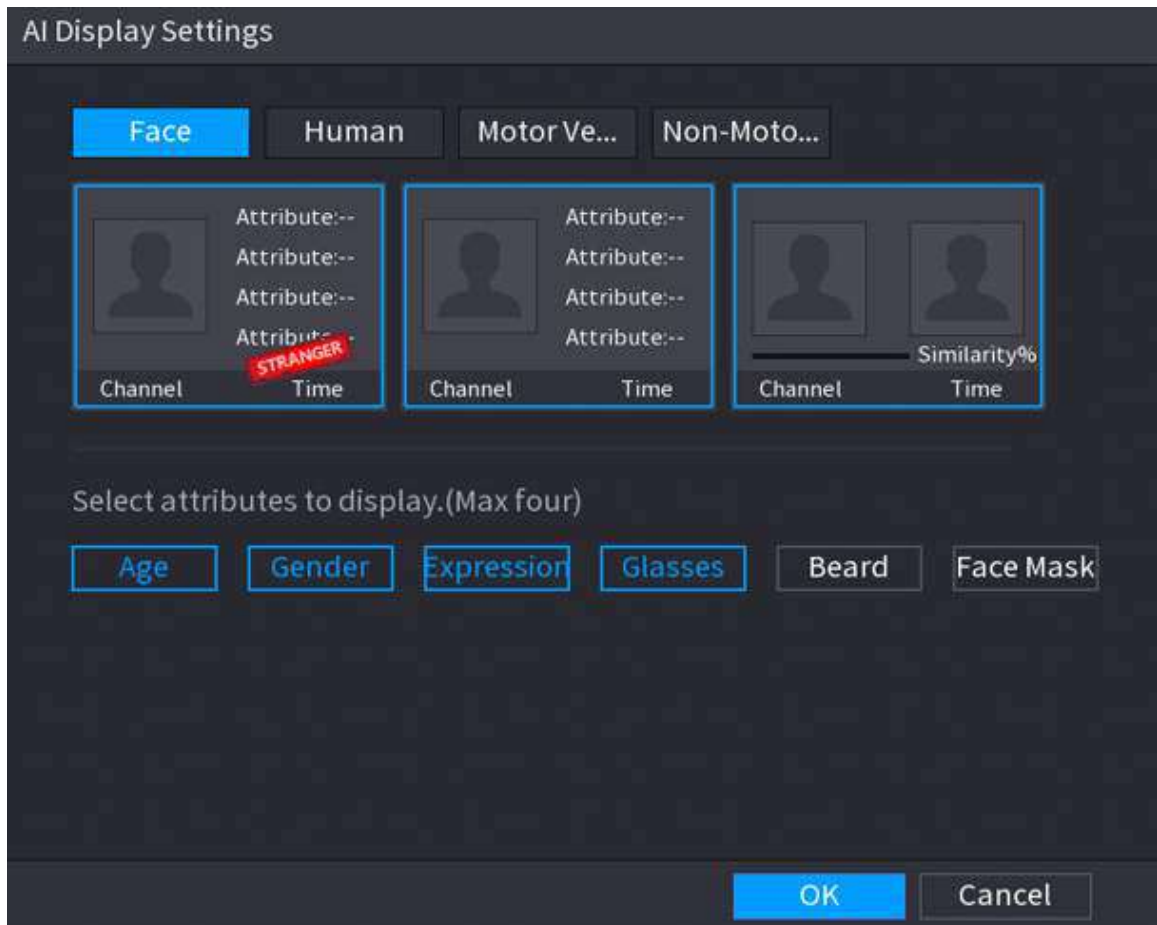 AI Display Settings
Face Human Motor Ve... Non-Moto...
Attribute:-- Attribute:--
Attribute:-- Attribute:--
Attribute:-- Attribute:--
Attribute:-- Attribute:--
STRANGER Similarity%
Channel Time Channel Time Channel Time
Select attributes to display.(Max four)
Age Gender Expression Glasses Beard Face Mask
OK Cancel